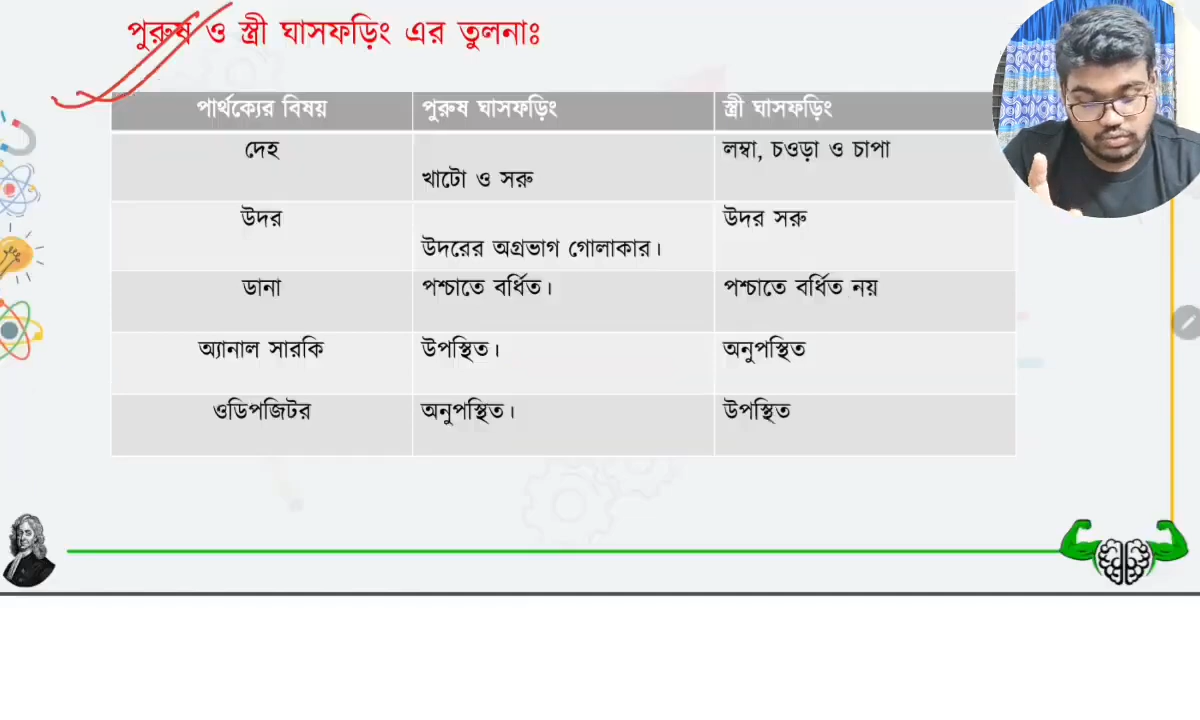 পুরুষ ও স্ত্রী ঘাসফড়িং এর তুলনাঃ
পার্থক্যের বিষয় পুরুষ ঘাসফড়িং স্ত্রী ঘাসফড়িং
দেহ খাটো ও সরু লম্বা, চওড়া ও চাপা
উদর উদরের অগ্রভাগ গোলাকার। উদর সরু
ডানা পশ্চাতে বর্ধিত। পশ্চাতে বর্ধিত নয়
অ্যানাল সারকি উপস্থিত। অনুপস্থিত
ওডিপজিটর অনুপস্থিত। উপস্থিত